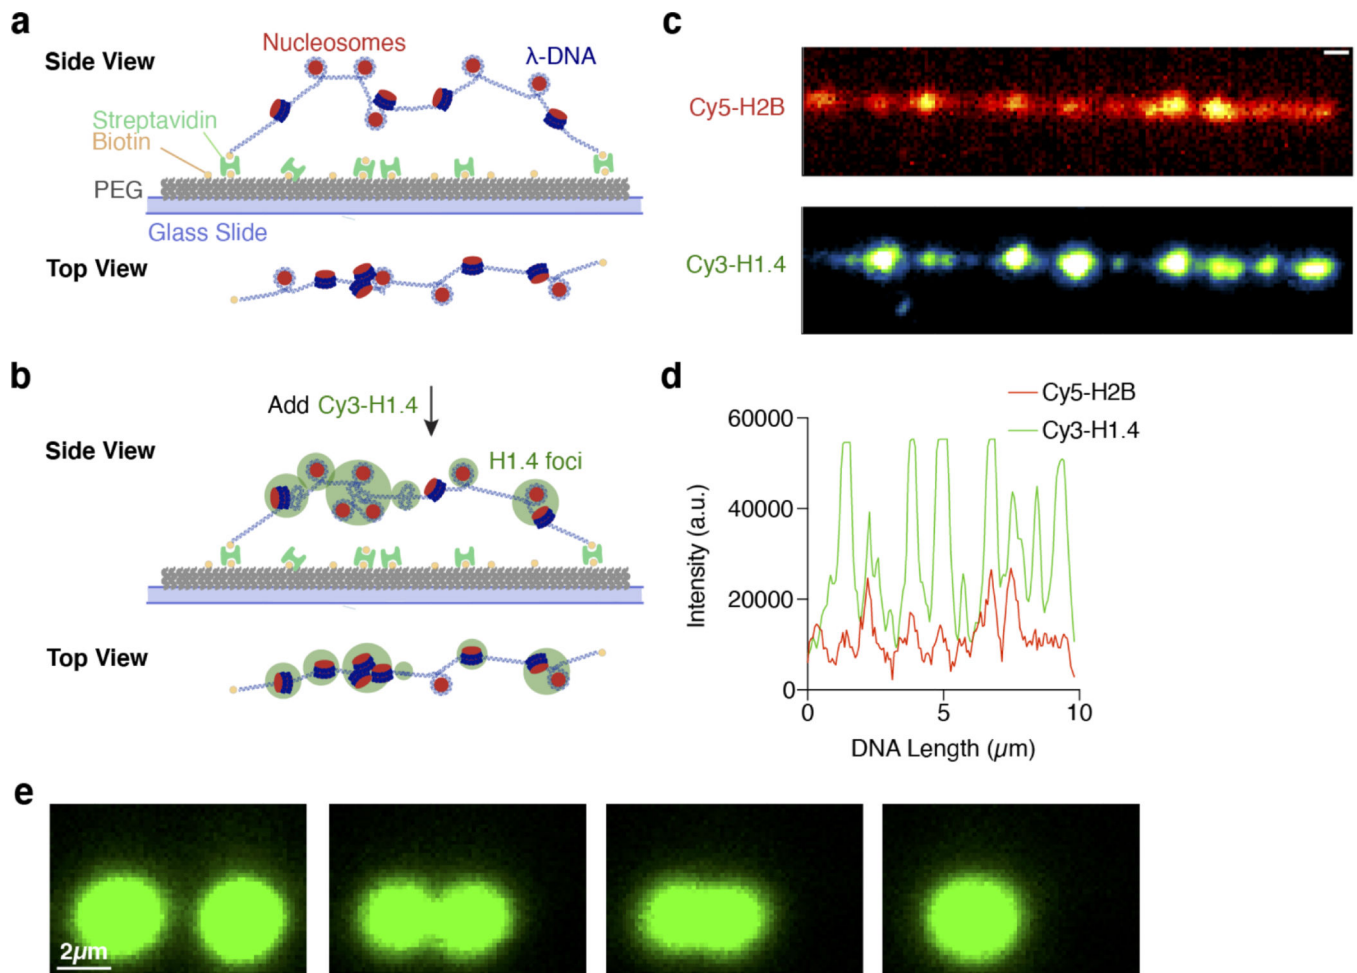 a
Side View
Nucleosomes
λ-DNA
Streptavidin
Biotin
PEG
Glass Slide
Top View
b
Add Cy3-H1.4
Side View
H1.4 foci
Top View
c
Cy5-H2B
Cy3-H1.4
d
Cy5-H2B
Cy3-H1.4
60000
40000
20000
0
Intensity (a.u.)
0 5 10
DNA Length (μm)
e
2μm